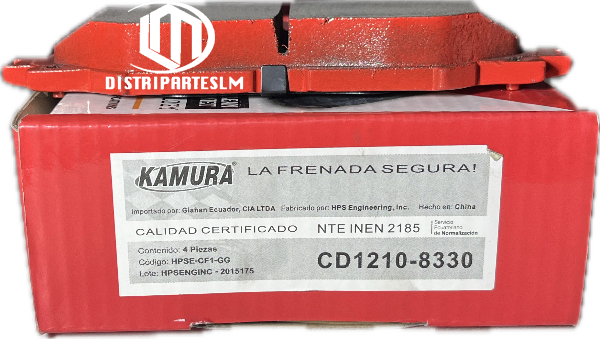 DISTRIPARTESLM
KAMURA®
LA FRENADA SEGURA!
Importado por: Gianan Ecuador, CIA LTDA Fabricado por: HPS Engineering, Inc. Hecho en: China
CALIDAD CERTIFICADO NTE INEN 2185
Servicio
Ecuatoriano
de Normalización
Contenido: 4 Piezas
Código: HPSE-CF1-GG
Lote: HPSENGINC - 2015175
CD1210-8330